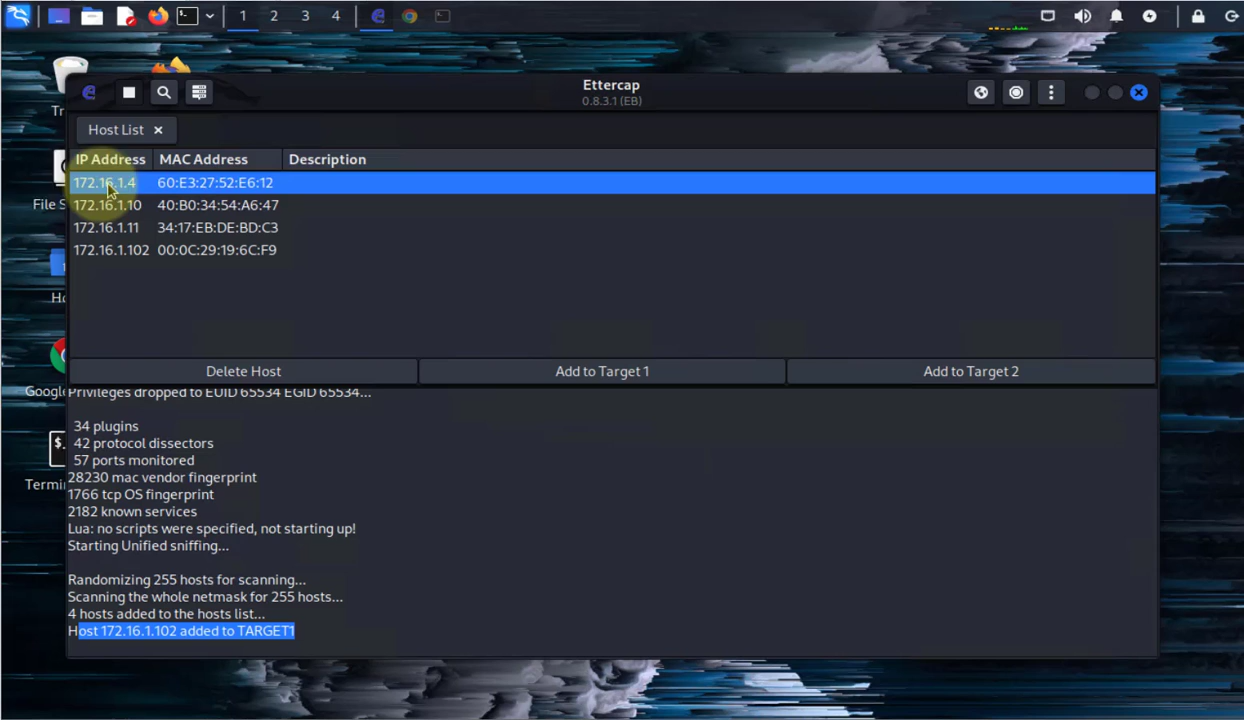 1 2 3 4
Ettercap
0.8.3.1 (EB)
Tr
Host List
IP Address MAC Address Description
172.16.1.4 60:E3:27:52:E6:12
172.16.1.10 40:B0:34:54:A6:47
File S
172.16.1.11 34:17:EB:DE:BD:C3
172.16.1.102 00:0C:29:19:6C:F9
Ho
Delete Host Add to Target 1 Add to Target 2
Google
Privileges dropped to EUID 65534 EGID 65534...
34 plugins
42 protocol dissectors
57 ports monitored
28230 mac vendor fingerprint
Termi
1766 tcp OS fingerprint
2182 known services
Lua: no scripts were specified, not starting up!
Starting Unified sniffing...
Randomizing 255 hosts for scanning...
Scanning the whole netmask for 255 hosts...
4 hosts added to the hosts list...
Host 172.16.1.102 added to TARGET1